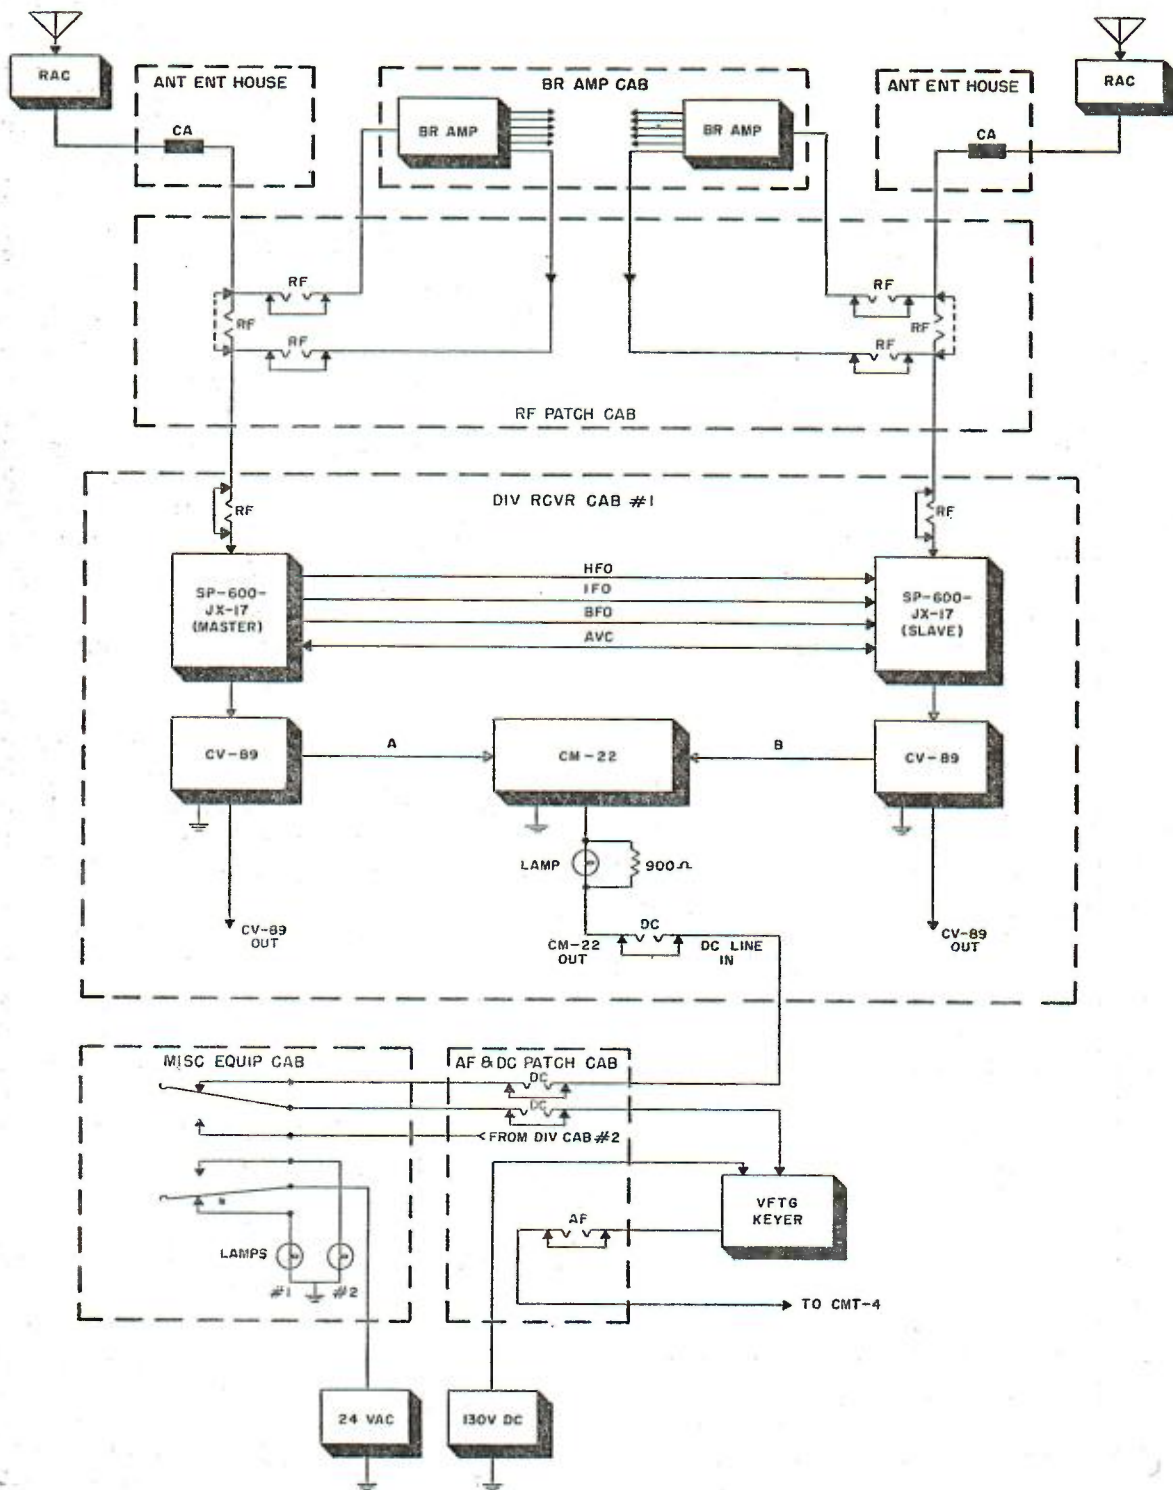 RAC
ANT ENT HOUSE
CA
BR AMP CAB
BR AMP
BR AMP
ANT ENT HOUSE
CA
RAC
RF
RF
RF
RF
RF
RF
RF PATCH CAB
DIV RCVR CAB #1
RF
RF
SP-600-
JX-17
(MASTER)
HFO
IFO
BFO
AVC
SP-600-
JX-17
(SLAVE)
CV-89
A
CM-22
B
CV-89
LAMP
900Ω
CV-89
OUT
CM-22
OUT
DC
DC LINE
IN
CV-89
OUT
MISC EQUIP CAB
AF & DC PATCH CAB
DC
DC
<FROM DIV CAB #2
VFTG
KEYER
AF
LAMPS
#1
#2
TO CMT-4
24 VAC
130V DC